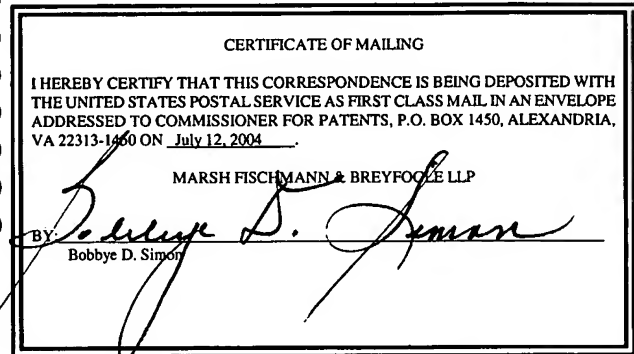 CERTIFICATE OF MAILING
I HEREBY CERTIFY THAT THIS CORRESPONDENCE IS BEING DEPOSITED WITH
THE UNITED STATES POSTAL SERVICE AS FIRST CLASS MAIL IN AN ENVELOPE
ADDRESSED TO COMMISSIONER FOR PATENTS, P.O. BOX 1450, ALEXANDRIA,
VA 22313-1450 ON July 12, 2004.
MARSH FISCHMANN & BREYFOGLE LLP
BY: Bobbye D. Simon
Bobbye D. Simon